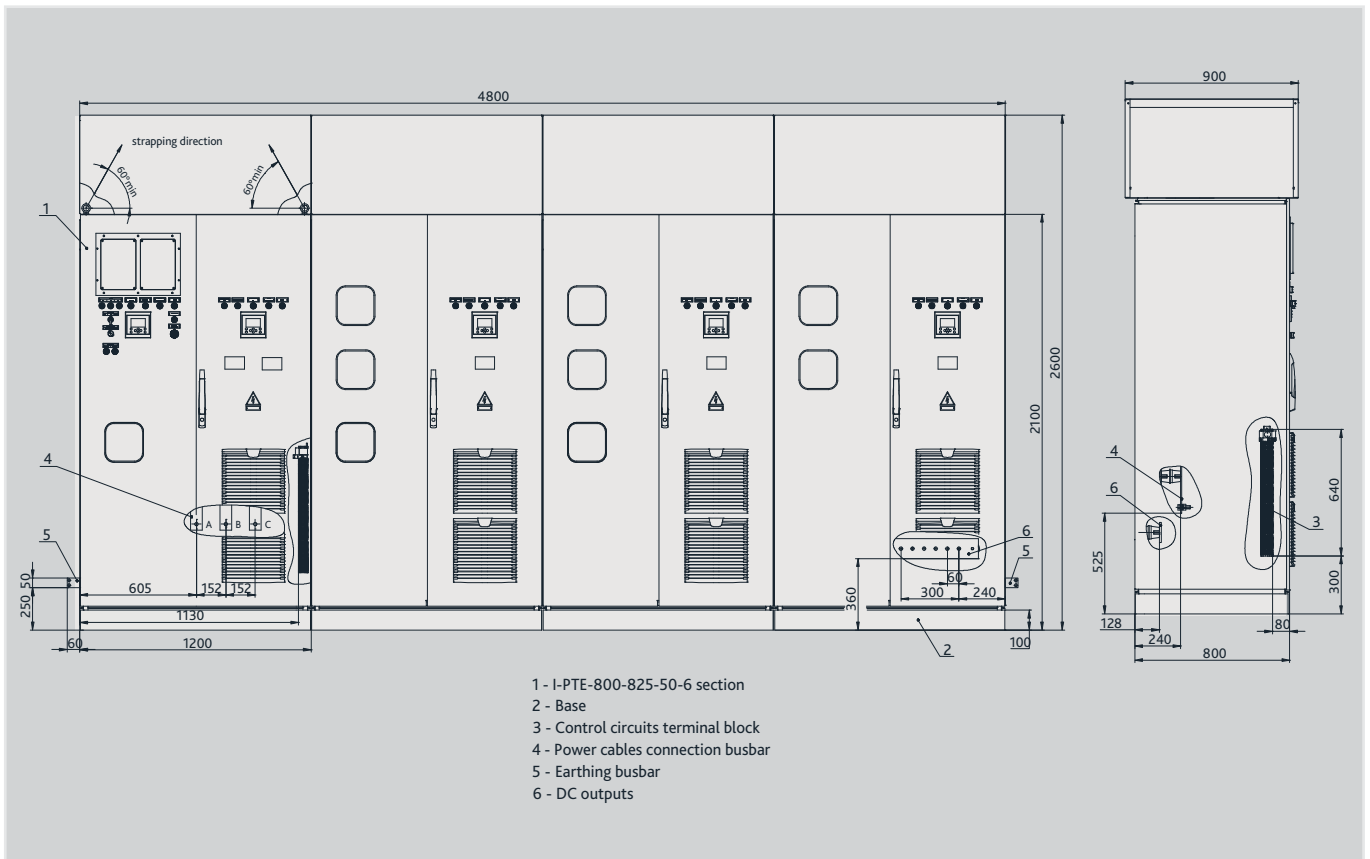 4800
900
strapping direction
60°min
60°min
1
2600
2100
4
A
B
C
6
5
5
50
250
605
152
152
1130
60
1200
360
60
300
240
100
2
4
6
3
640
525
300
128
240
80
800
1 - I-PTE-800-825-50-6 section
2 - Base
3 - Control circuits terminal block
4 - Power cables connection busbar
5 - Earthing busbar
6 - DC outputs